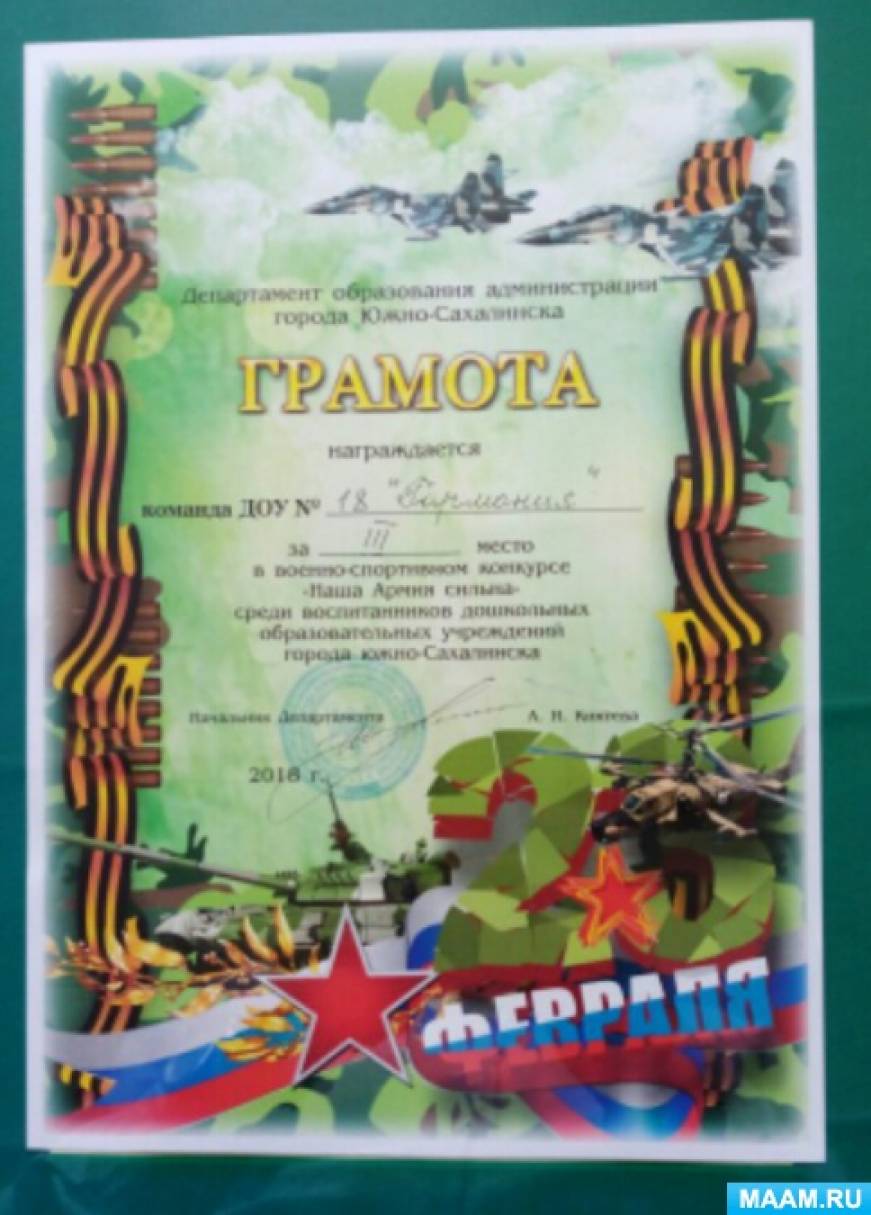 Департамент образования администрации
города Южно-Сахалинска
ГРАМОТА
награждается
команда ДОУ № 18 "Гармония"
за III место
в военно-спортивном конкурсе
«Наша Армия сильна»
среди воспитанников дошкольных
образовательных учреждений
города южно-Сахалинска
Начальник Департамента А. Н.
2018 г.
23
ФЕВРАЛЯ
MAAM.RU